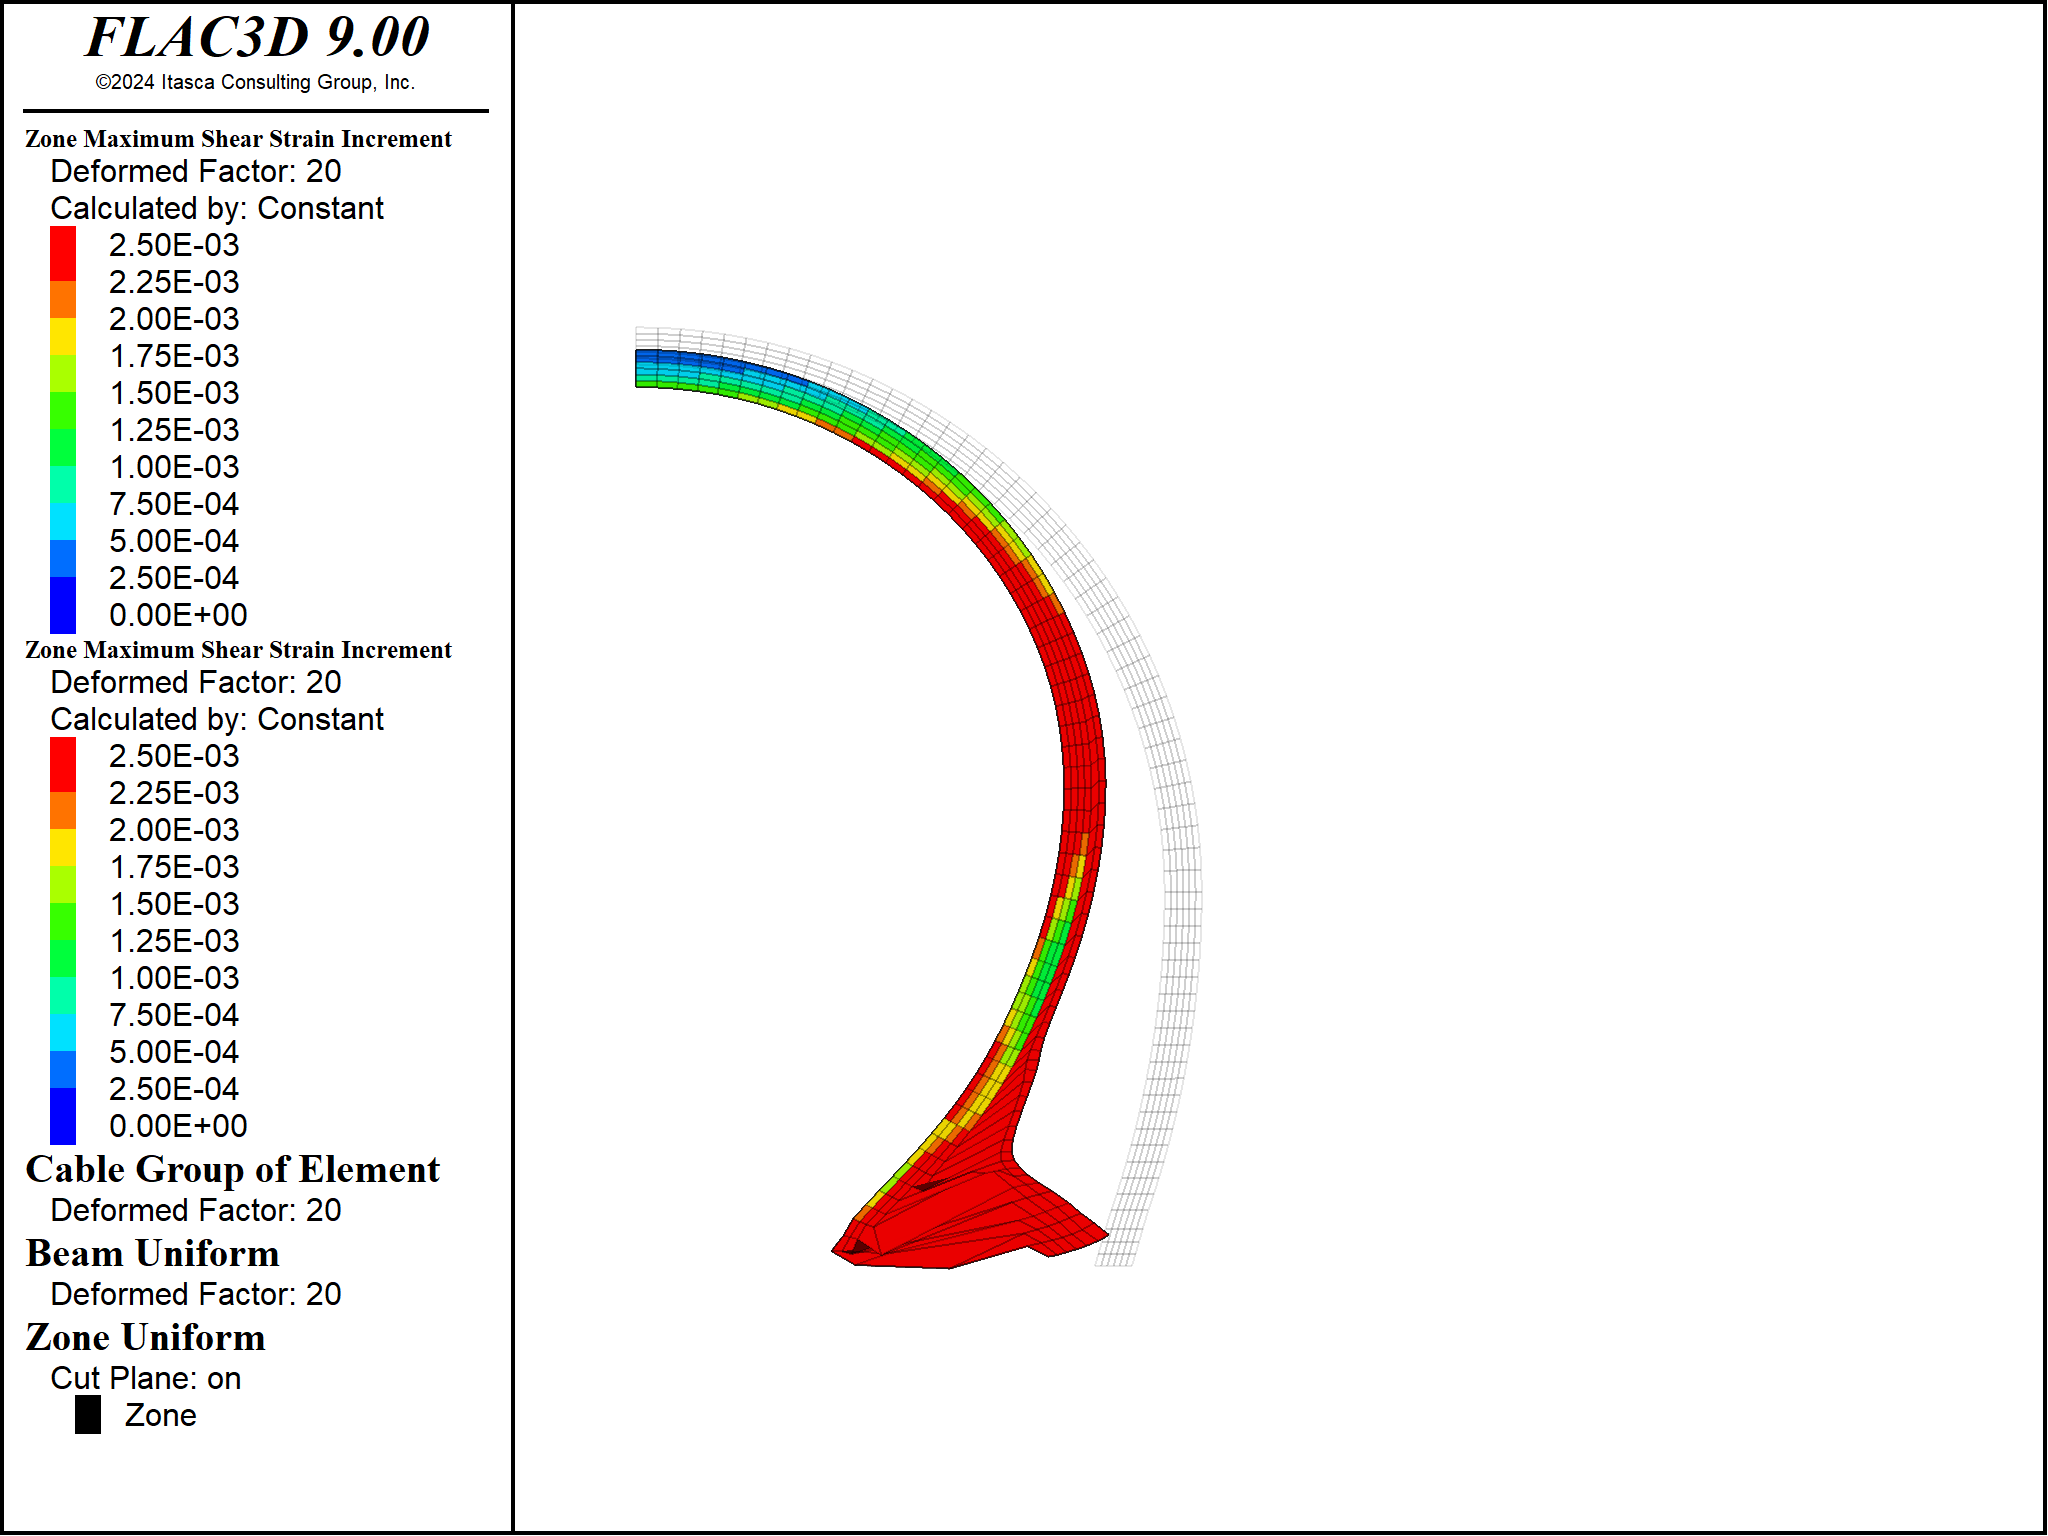 FLAC3D 9.00
©2024 Itasca Consulting Group, Inc.
Zone Maximum Shear Strain Increment
Deformed Factor: 20
Calculated by: Constant
2.50E-03
2.25E-03
2.00E-03
1.75E-03
1.50E-03
1.25E-03
1.00E-03
7.50E-04
5.00E-04
2.50E-04
0.00E+00
Zone Maximum Shear Strain Increment
Deformed Factor: 20
Calculated by: Constant
2.50E-03
2.25E-03
2.00E-03
1.75E-03
1.50E-03
1.25E-03
1.00E-03
7.50E-04
5.00E-04
2.50E-04
0.00E+00
Cable Group of Element
Deformed Factor: 20
Beam Uniform
Deformed Factor: 20
Zone Uniform
Cut Plane: on
Zone